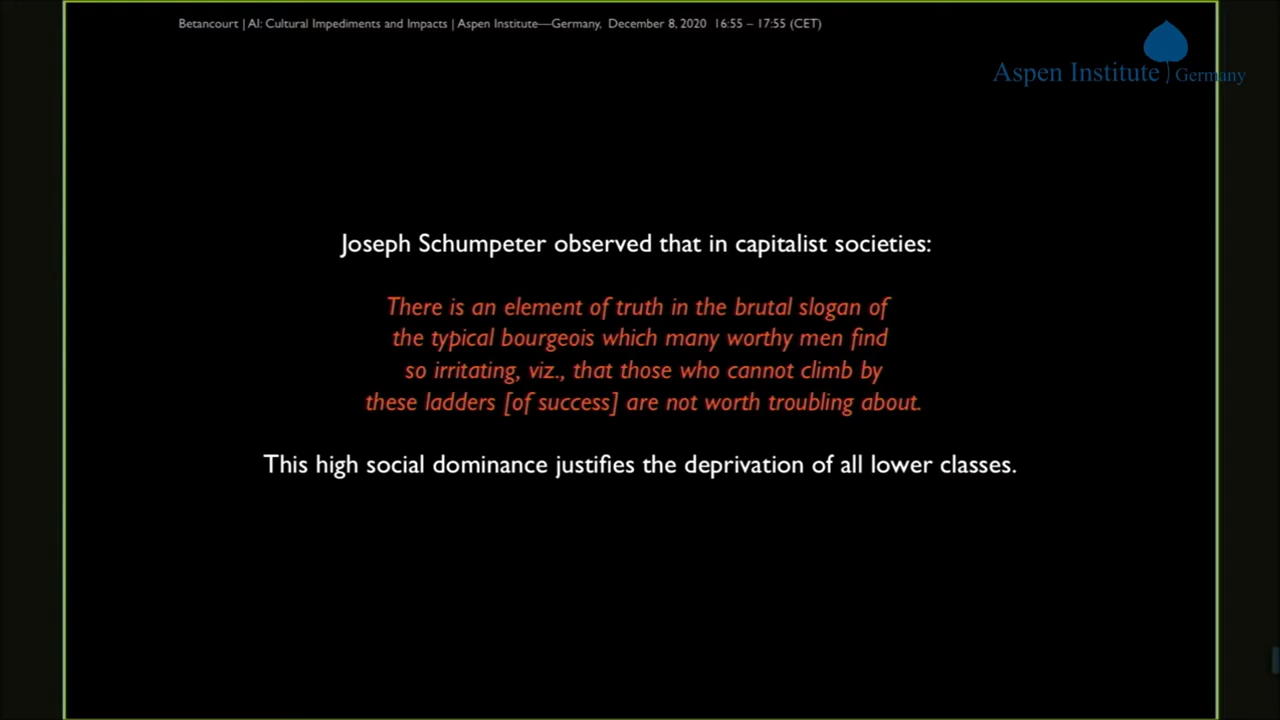 Betancourt | AI: Cultural Impediments and Impacts | Aspen Institute—Germany, December 8, 2020 16:55 – 17:55 (CET)
Aspen Institute | Germany
Joseph Schumpeter observed that in capitalist societies:
There is an element of truth in the brutal slogan of
the typical bourgeois which many worthy men find
so irritating, viz., that those who cannot climb by
these ladders [of success] are not worth troubling about.
This high social dominance justifies the deprivation of all lower classes.